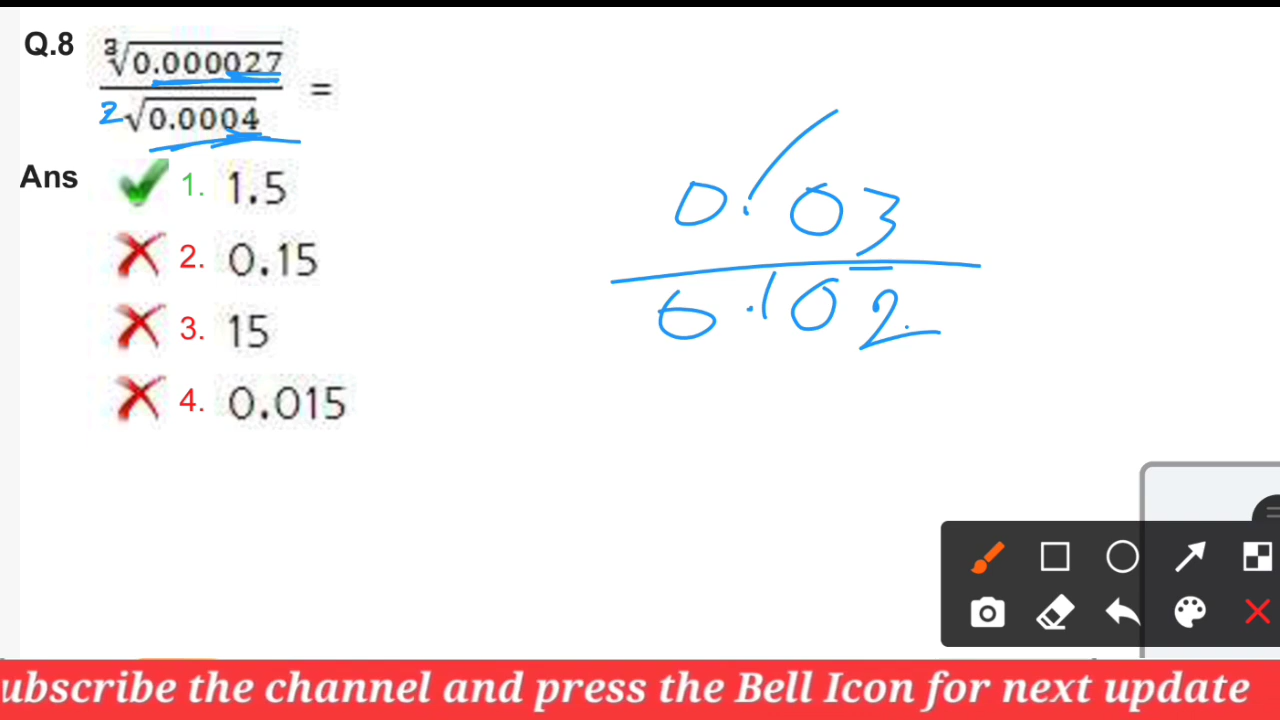 Q.8 ∛0.000027 / 2√0.0004 =
Ans 1. 1.5
2. 0.15
3. 15
4. 0.015
0.03
0.02
ubscribe the channel and press the Bell Icon for next update